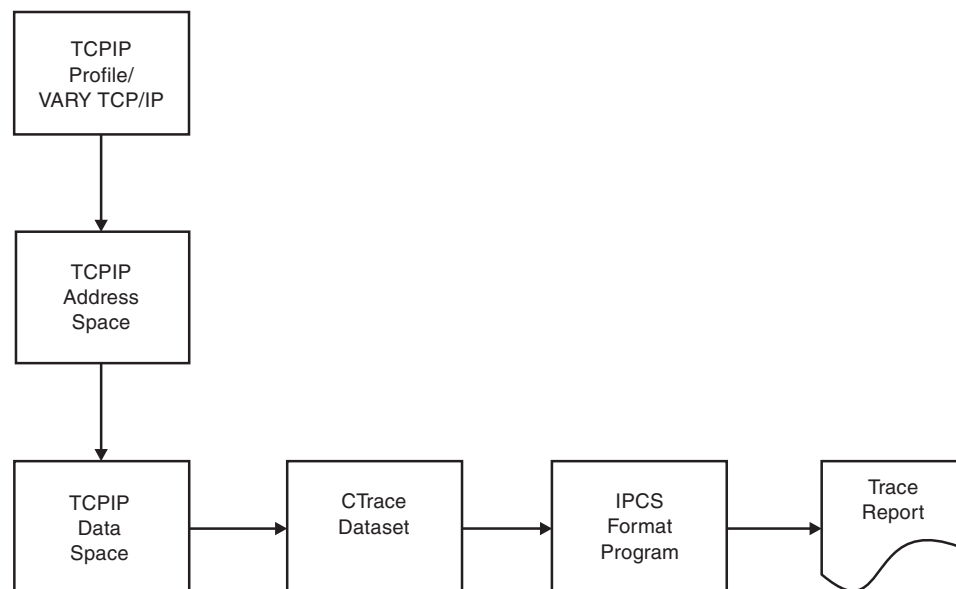 TCPIP
Profile/
VARY TCP/IP
TCPIP
Address
Space
TCPIP
Data
Space
CTrace
Dataset
IPCS
Format
Program
Trace
Report